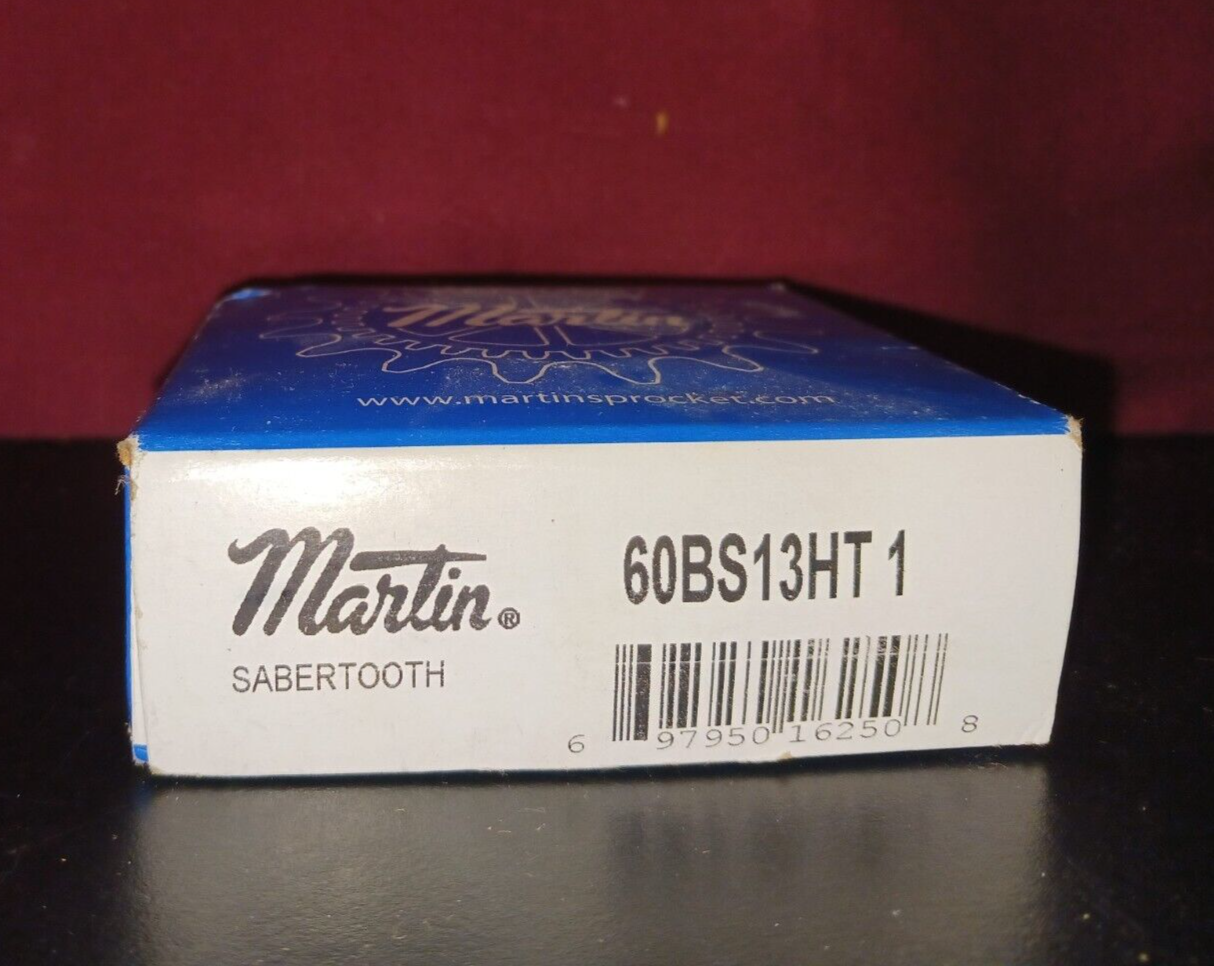 Martin
www.martinsprocket.com
Martin®
SABERTOOTH
60BS13HT 1
6 97950 16250 8